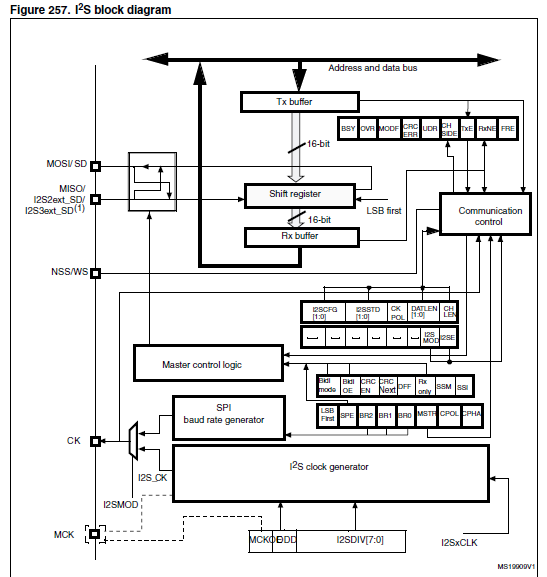 Figure 257. I²S block diagram
Address and data bus
Tx buffer
BSY OVR MODF CRC ERR UDR CH SIDE TxE RxNE FRE
16-bit
MOSI/ SD
MISO/
I2S2ext_SD/
I2S3ext_SD(1)
Shift register
LSB first
Communication
control
16-bit
Rx buffer
NSS/WS
I2SCFG [1:0] I2SSTD [1:0] CK POL DATLEN [1:0] CH LEN
I2S MOD I2SE
Master control logic
Bidi mode Bidi OE CRC EN CRC Next DFF Rx only SSM SSI
LSB First SPE BR2 BR1 BR0 MSTR CPOL CPHA
SPI
baud rate generator
CK
I²S clock generator
I2S_CK
I2SMOD
MCK
MCKOE ODD I2SDIV[7:0]
I2SxCLK
MS19909V1